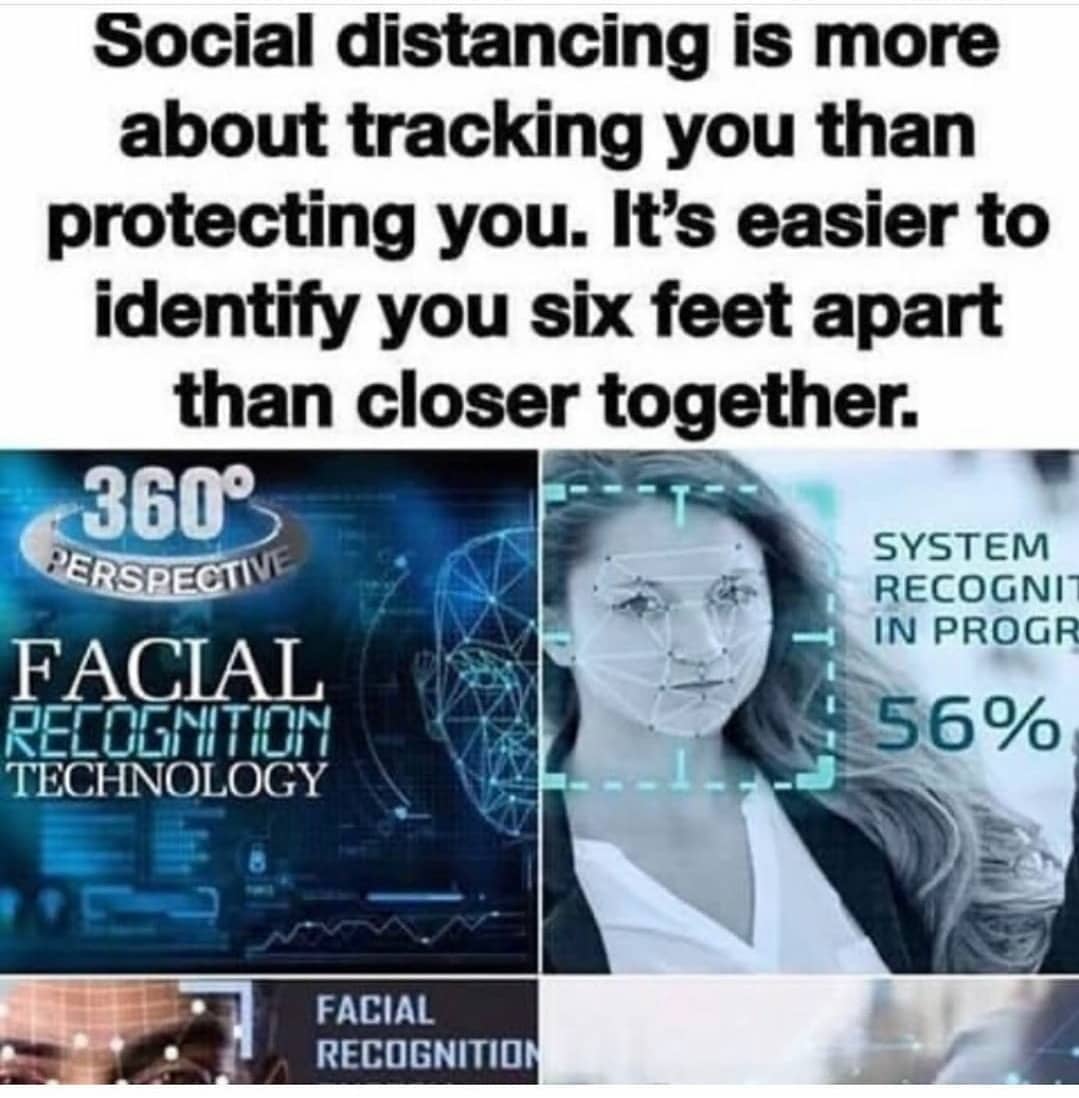 Social distancing is more
about tracking you than
protecting you. It's easier to
identify you six feet apart
than closer together.
360°
PERSPECTIVE
FACIAL
RECOGNITION
TECHNOLOGY
SYSTEM
RECOGNIT
IN PROGR
56%
FACIAL
RECOGNITION